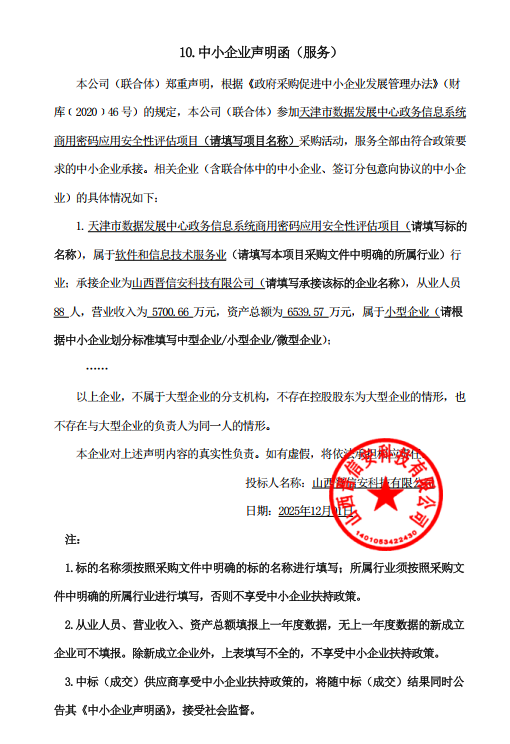 10.中小企业声明函（服务）
本公司（联合体）郑重声明，根据《政府采购促进中小企业发展管理办法》（财
库﹝2020﹞46 号）的规定，本公司（联合体）参加天津市数据发展中心政务信息系统
商用密码应用安全性评估项目（请填写项目名称）采购活动，服务全部由符合政策要
求的中小企业承接。相关企业（含联合体中的中小企业、签订分包意向协议的中小企
业）的具体情况如下：
1. 天津市数据发展中心政务信息系统商用密码应用安全性评估项目（请填写标的
名称），属于软件和信息技术服务业（请填写本项目采购文件中明确的所属行业）行
业；承接企业为山西晋信安科技有限公司（请填写承接该标的企业名称），从业人员
88 人，营业收入为 5700.66 万元，资产总额为 6539.57 万元，属于小型企业（请根
据中小企业划分标准填写中型企业/小型企业/微型企业）；
……
以上企业，不属于大型企业的分支机构，不存在控股股东为大型企业的情形，也
不存在与大型企业的负责人为同一人的情形。
本企业对上述声明内容的真实性负责。如有虚假，将依法承担相应责任。
投标人名称：山西晋信安科技有限公司
日期：2025年12月01日
山西晋信安科技有限公司
1401053422430
注：
1.标的名称须按照采购文件中明确的标的名称进行填写；所属行业须按照采购文
件中明确的所属行业进行填写，否则不享受中小企业扶持政策。
2.从业人员、营业收入、资产总额填报上一年度数据，无上一年度数据的新成立
企业可不填报。除新成立企业外，上表填写不全的，不享受中小企业扶持政策。
3.中标（成交）供应商享受中小企业扶持政策的，将随中标（成交）结果同时公
告其《中小企业声明函》，接受社会监督。